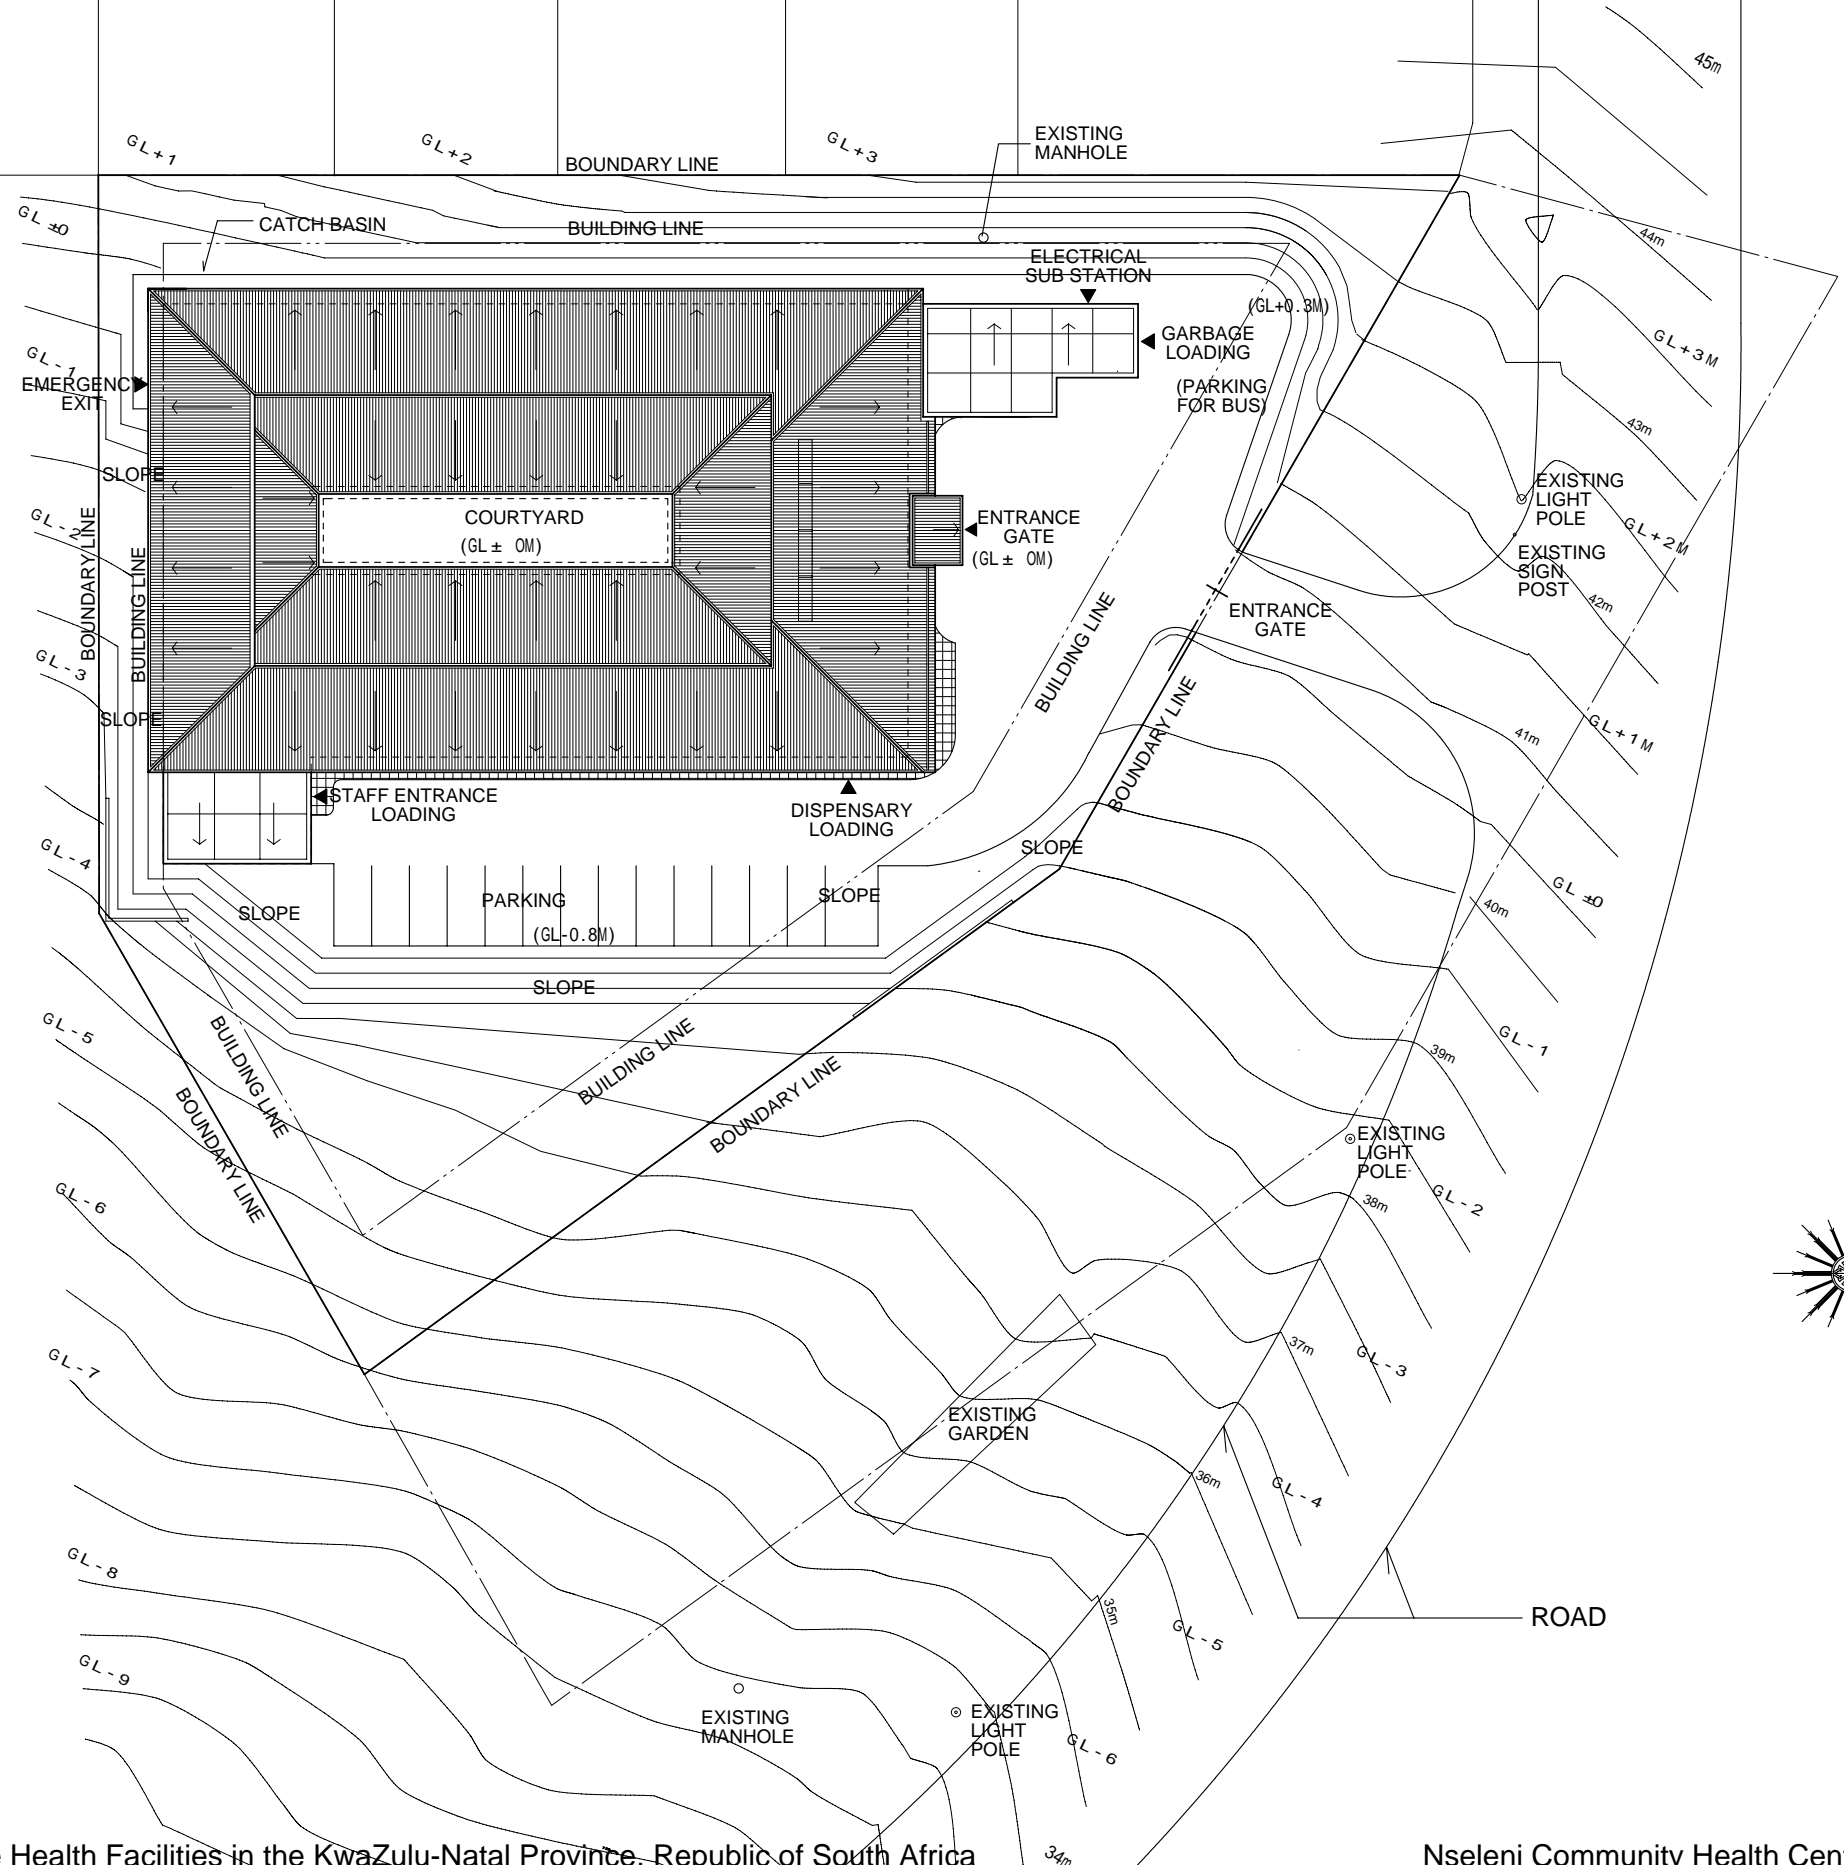 45m
GL+1
GL+2
GL+3
EXISTING
MANHOLE
BOUNDARY LINE
GL ±0
CATCH BASIN
BUILDING LINE
44m
ELECTRICAL
SUB STATION
(GL+0.3M)
GARBAGE
LOADING
GL+3M
GL-1
EMERGENCY
EXIT
(PARKING
FOR BUS)
43m
SLOPE
EXISTING
LIGHT
POLE
GL-2
COURTYARD
(GL± 0M)
ENTRANCE
GATE
(GL± 0M)
GL+2M
BOUNDARY LINE
BUILDING LINE
EXISTING
SIGN
POST
42m
ENTRANCE
GATE
BUILDING LINE
GL-3
SLOPE
BOUNDARY LINE
GL+1M
41m
STAFF ENTRANCE
LOADING
DISPENSARY
LOADING
GL-4
SLOPE
PARKING
SLOPE
SLOPE
(GL-0.8M)
GL ±0
40m
SLOPE
GL-5
BUILDING LINE
BUILDING LINE
BOUNDARY LINE
BOUNDARY LINE
GL-1
39m
EXISTING
LIGHT
POLE
GL-6
38m
GL-2
GL-7
37m
GL-3
EXISTING
GARDEN
36m
GL-4
GL-8
35m
GL-5
ROAD
GL-9
EXISTING
MANHOLE
EXISTING
LIGHT
POLE
GL-6
34m
Health Facilities in the KwaZulu-Natal Province, Republic of South Africa
Nseleni Community Health Cen